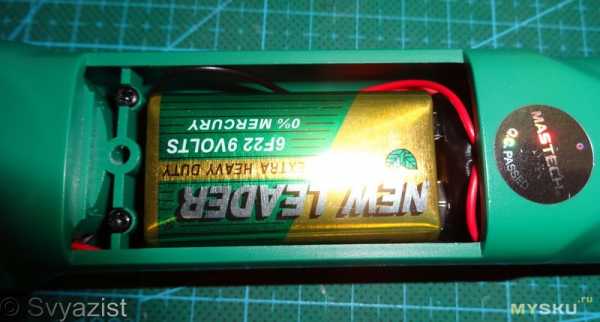 NEW LEADER
EXTRA HEAVY DUTY
6F22 9VOLTS
0% MERCURY
MASTECH
QC PASSED
© Svyazist
MYSKU.ru